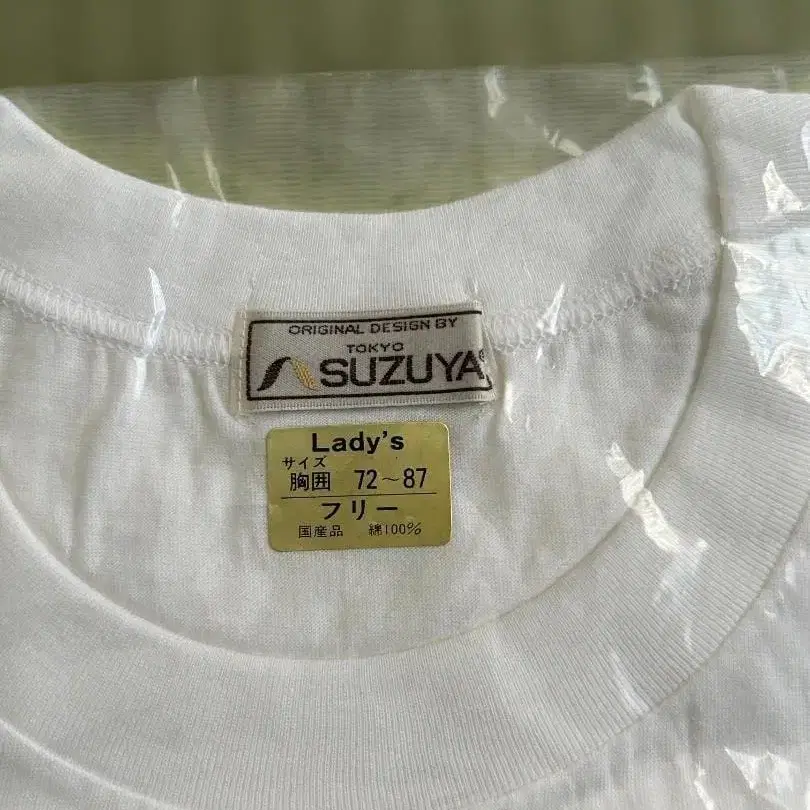 ORIGINAL DESIGN BY
TOKYO
SUZUYA®
Lady's
サイズ
胸囲 72～87
フリー
国産品 綿100%